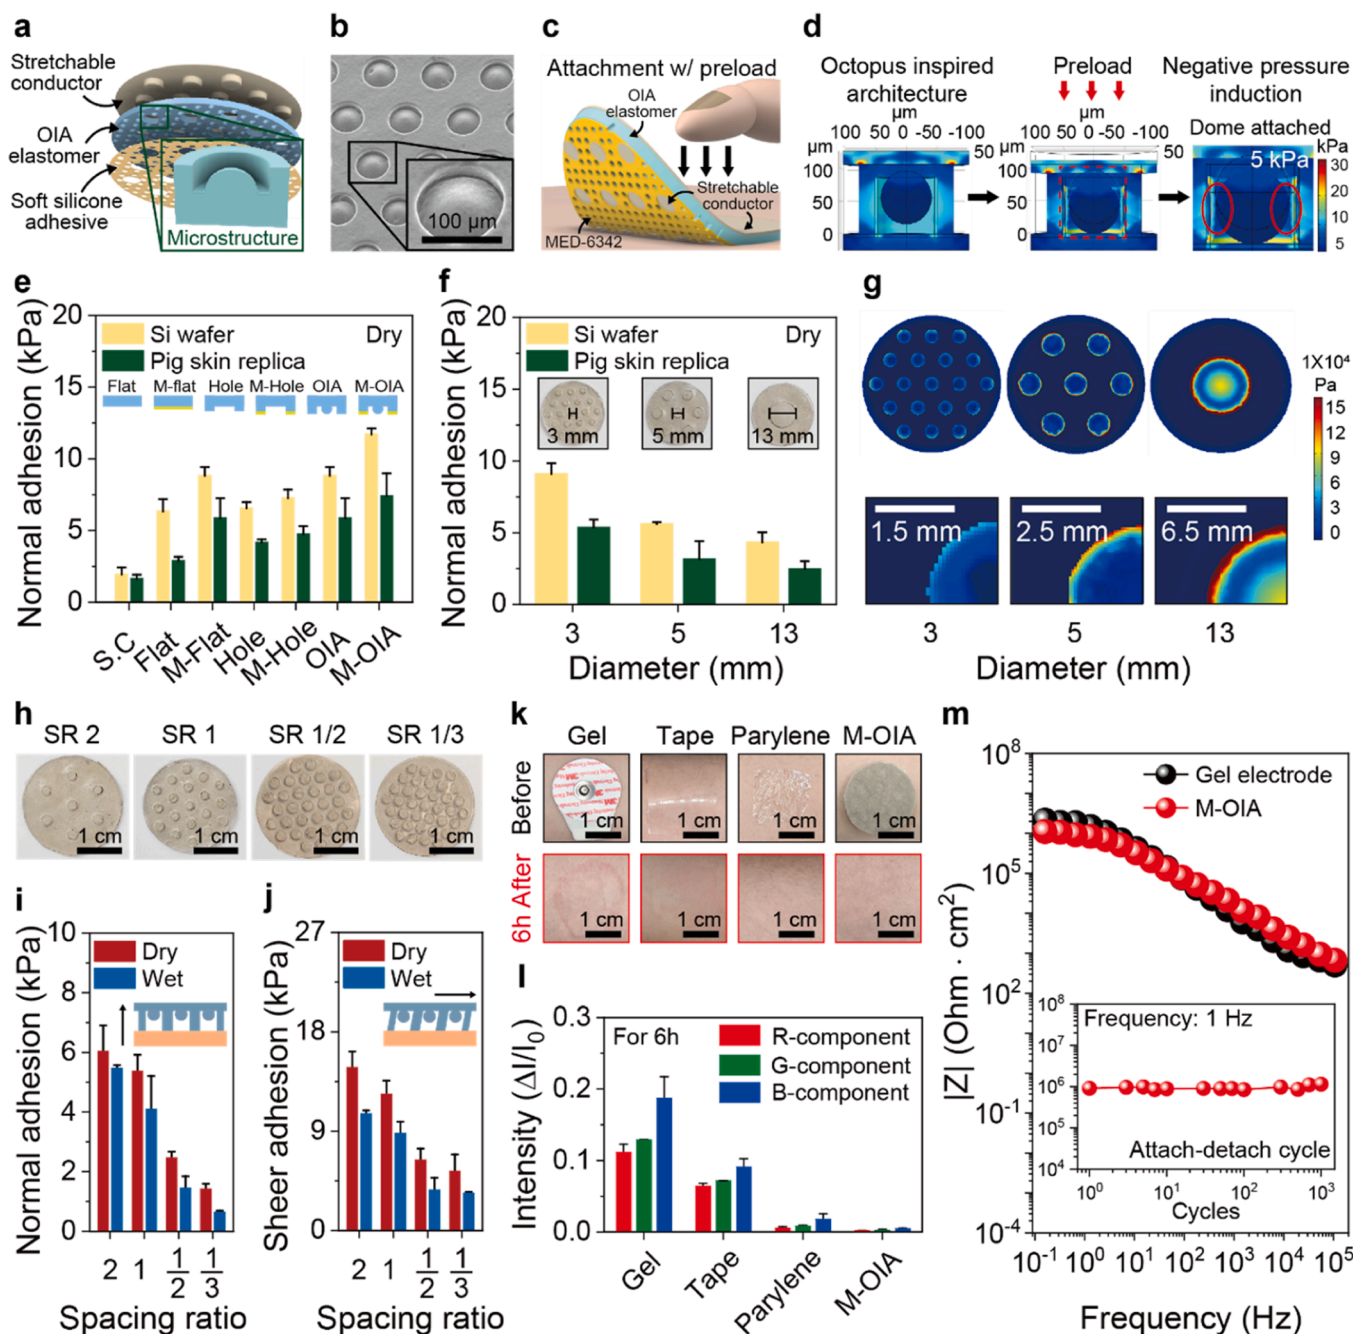 a
Stretchable
conductor
OIA
elastomer
Soft silicone
adhesive
Microstructure
b
100 µm
c
Attachment w/ preload
OIA
elastomer
Stretchable
conductor
MED-6342
d
Octopus inspired
architecture
Preload
Negative pressure
induction
µm
100 50 0 -50 -100
µm
100
50
0
µm
100 50 0 -50 -100
µm
100
50
0
Dome attached
50
0
5 kPa
kPa
30
20
10
5
e
Normal adhesion (kPa)
20
15
10
5
0
Si wafer
Pig skin replica
Dry
Flat M-flat Hole M-Hole OIA M-OIA
S.C Flat M-Flat Hole M-Hole OIA M-OIA
f
Normal adhesion (kPa)
20
15
10
5
0
Si wafer
Pig skin replica
Dry
3 mm 5 mm 13 mm
3 5 13
Diameter (mm)
g
1X10⁴
Pa
15
12
9
6
3
0
1.5 mm 2.5 mm 6.5 mm
3 5 13
Diameter (mm)
h
SR 2 SR 1 SR 1/2 SR 1/3
1 cm 1 cm 1 cm 1 cm
i
Normal adhesion (kPa)
10
8
6
4
2
0
Dry
Wet
2 1 1/2 1/3
Spacing ratio
j
Sheer adhesion (kPa)
27
18
9
0
Dry
Wet
2 1 1/2 1/3
Spacing ratio
k
Gel Tape Parylene M-OIA
Before
1 cm 1 cm 1 cm 1 cm
6h After
1 cm 1 cm 1 cm 1 cm
l
Intensity (ΔI/I₀)
0.3
0.2
0.1
0.0
For 6h
R-component
G-component
B-component
Gel Tape Parylene M-OIA
m
|Z| (Ohm · cm²)
10⁸
10⁵
10²
10⁻¹
10⁻⁴
Gel electrode
M-OIA
Frequency: 1 Hz
10⁸
10⁷
10⁶
10⁵
10⁴
Attach-detach cycle
10⁰ 10¹ 10² 10³
Cycles
10⁻¹ 10⁰ 10¹ 10² 10³ 10⁴ 10⁵
Frequency (Hz)